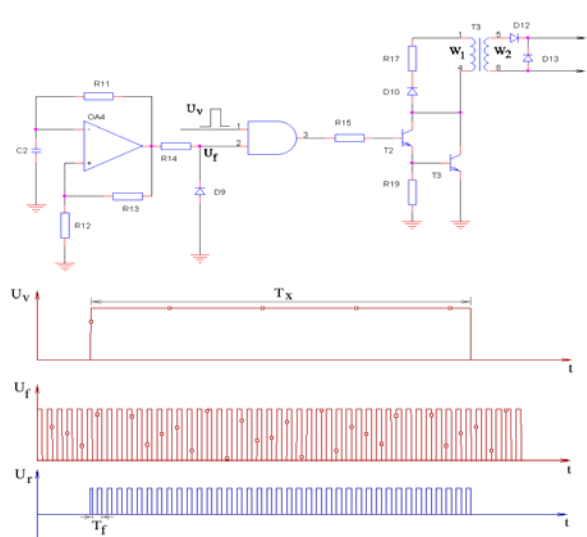 T3
D12
R17
W1
5
W2
1
D13
4
6
R11
D10
OA4
Uv
C2
-
+
1
2
3
R15
R14
Uf
T2
T3
D9
R13
R12
R19
Uv
Tx
t
Uf
t
Ur
Tf
t